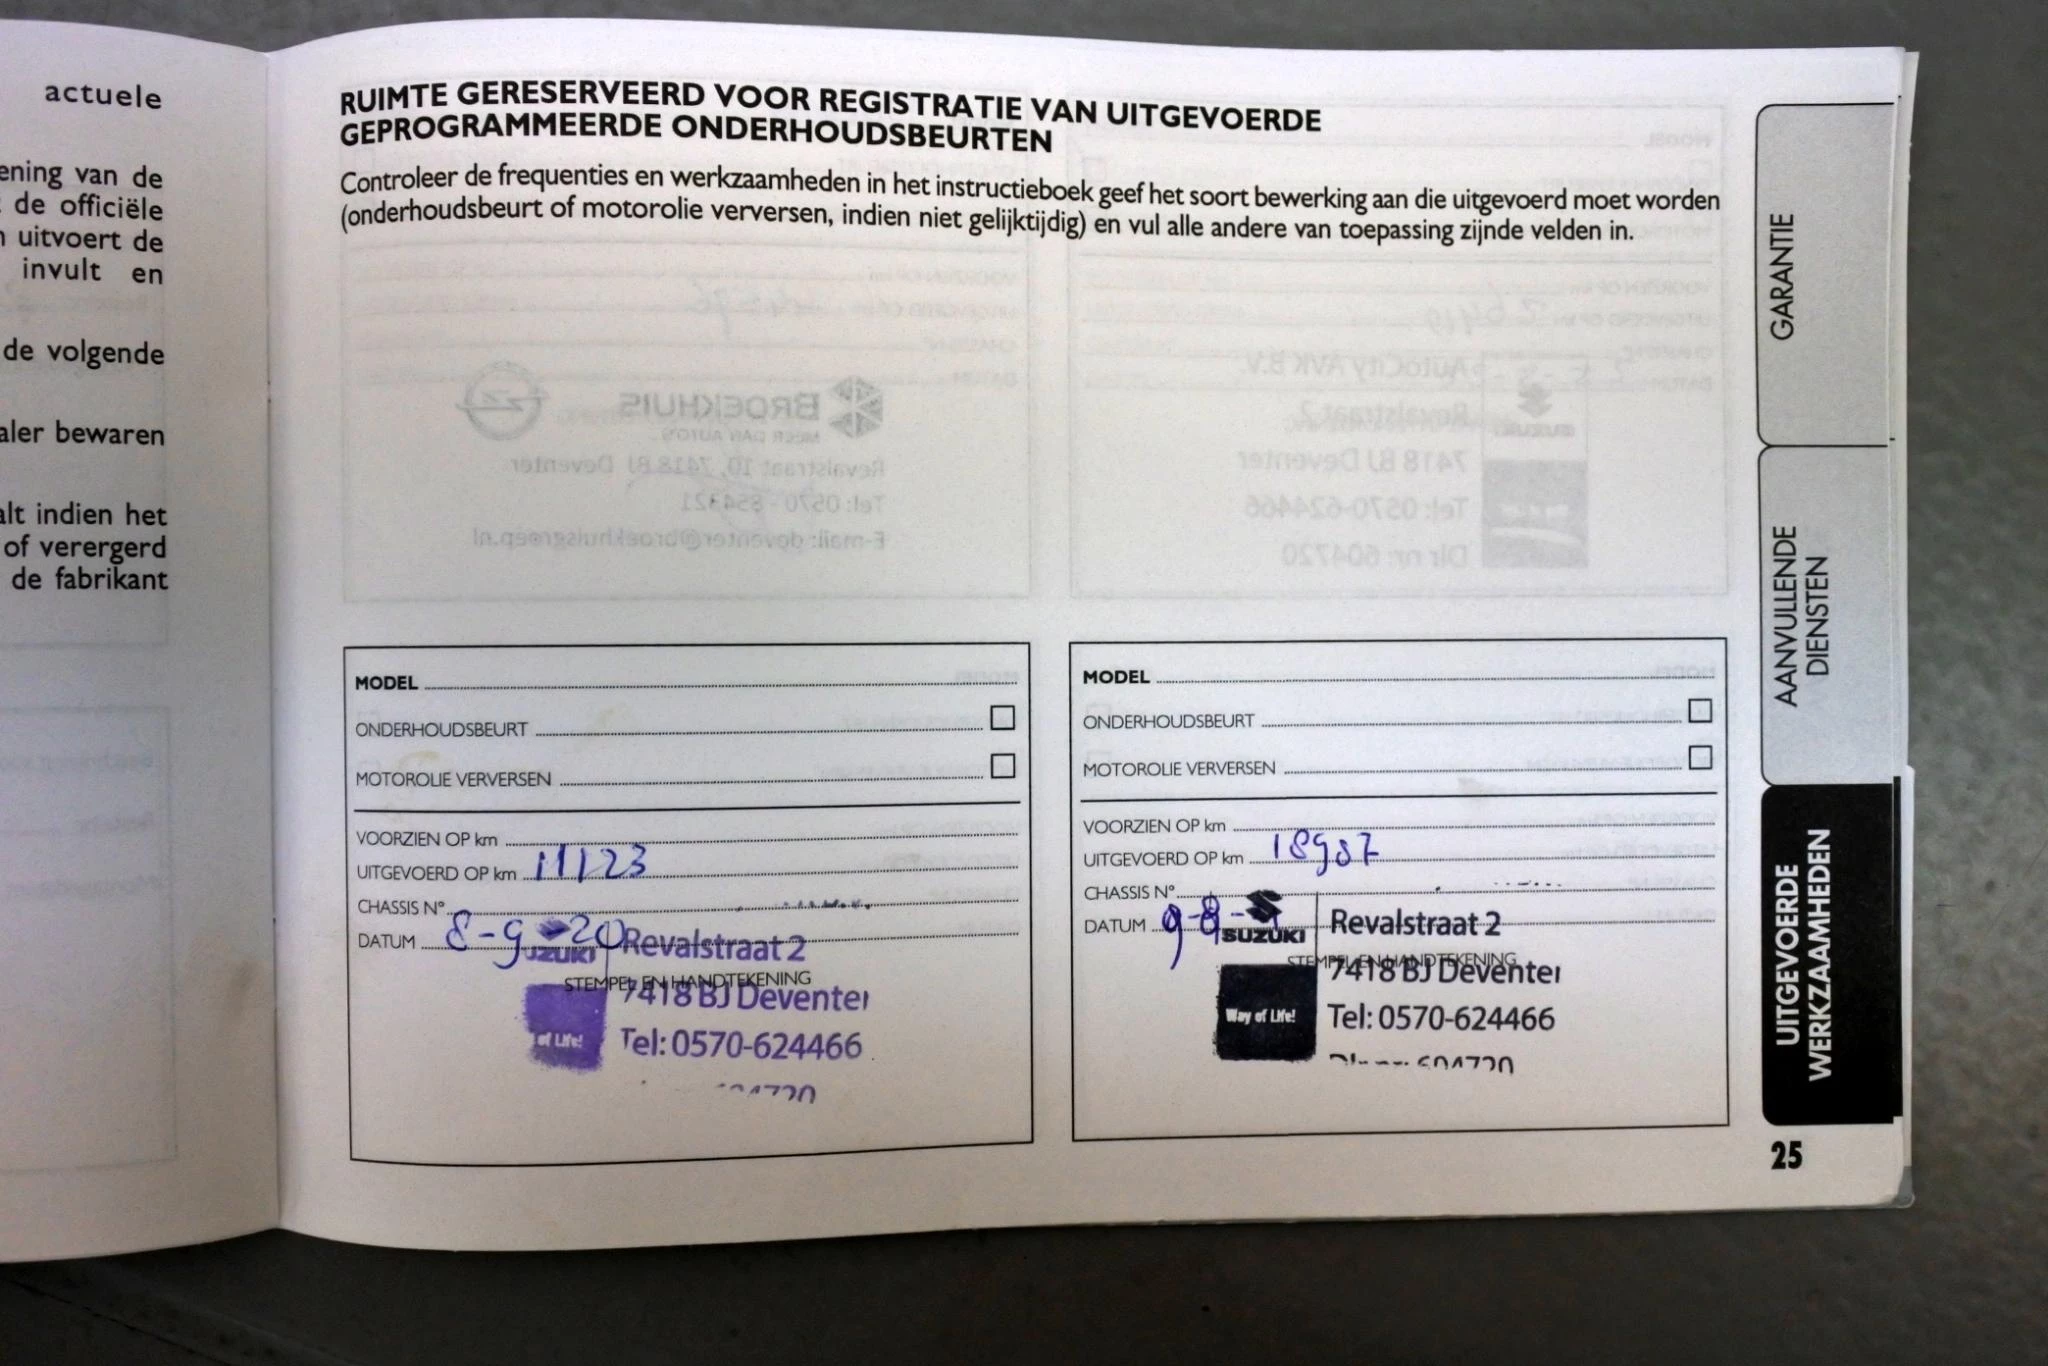 actuele
ening van de
de officiële
uitvoert de
invult en
de volgende
aler bewaren
alt indien het
of verergerd
de fabrikant
RUIMTE GERESERVEERD VOOR REGISTRATIE VAN UITGEVOERDE
GEPROGRAMMEERDE ONDERHOUDSBEURTEN
Controleer de frequenties en werkzaamheden in het instructieboek geef het soort bewerking aan die uitgevoerd moet worden
(onderhoudsbeurt of motorolie verversen, indien niet gelijktijdig) en vul alle andere van toepassing zijnde velden in.
MODEL
ONDERHOUDSBEURT
MOTOROLIE VERVERSEN
VOORZIEN OP km
UITGEVOERD OP km 11123
CHASSIS N°
DATUM 8-9-20
UZUKI
Revalstraat 2
STEMPEL EN HANDTEKENING
7418 BJ Deventer
of Life!
Tel: 0570-624466
MODEL
ONDERHOUDSBEURT
MOTOROLIE VERVERSEN
VOORZIEN OP km
UITGEVOERD OP km 18907
CHASSIS N°
DATUM 9-8-
SUZUKI
Revalstraat 2
STEMPEL EN HANDTEKENING
7418 BJ Deventer
Way of Life!
Tel: 0570-624466
604720
GARANTIE
AANVULLENDE
DIENSTEN
UITGEVOERDE
WERKZAAMHEDEN
25